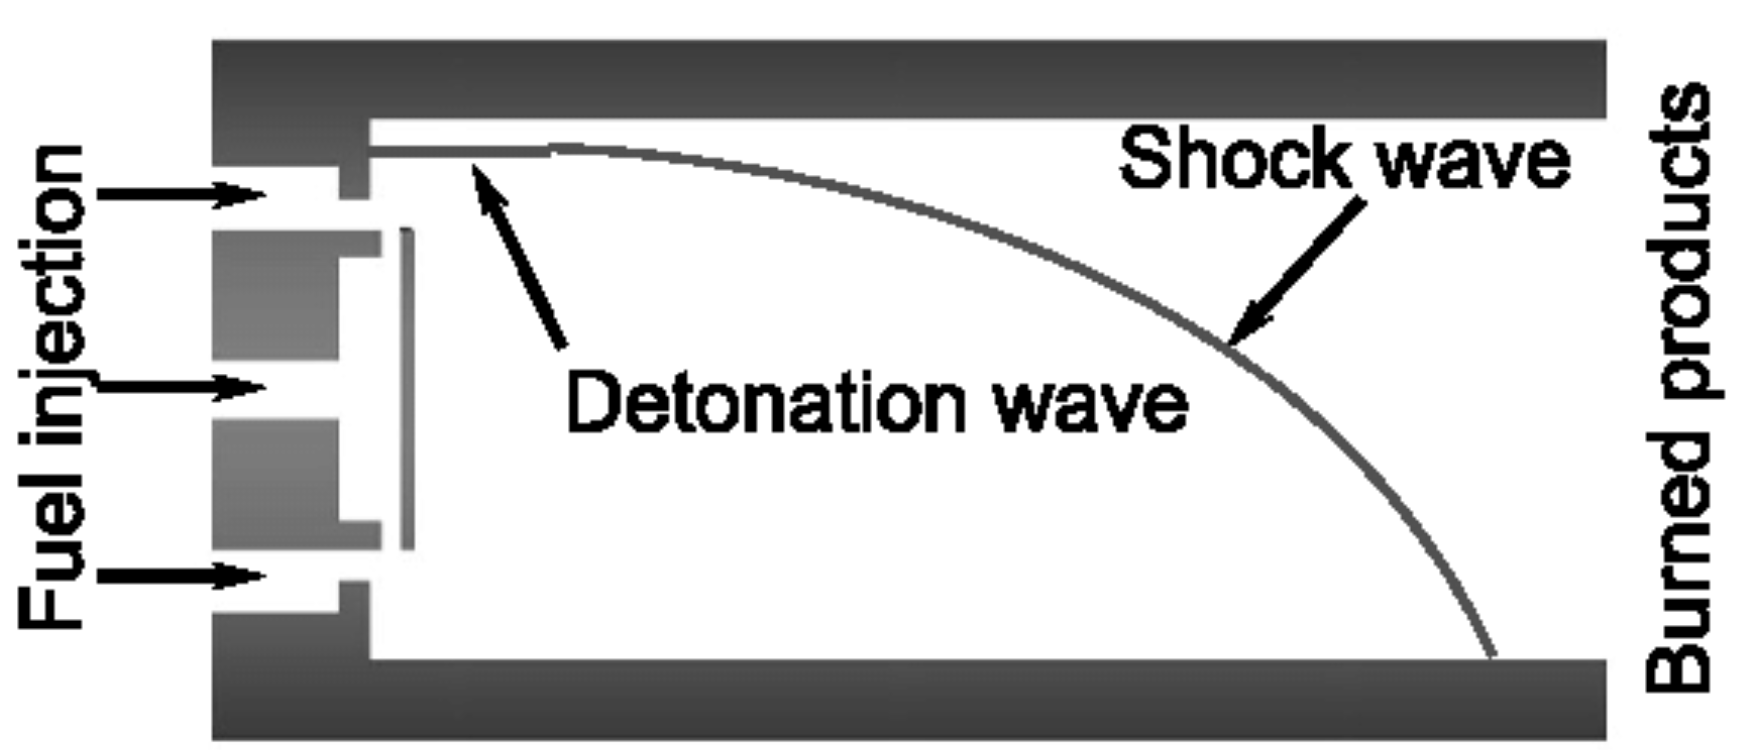 Fuel injection
Shock wave
Detonation wave
Burned products